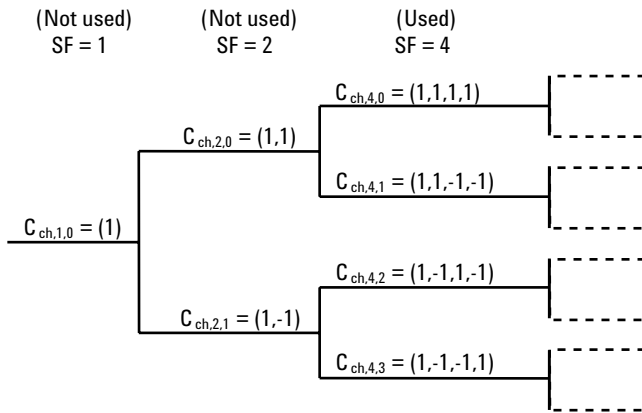 (Not used) (Not used) (Used)
SF = 1 SF = 2 SF = 4
C ch,4,0 = (1,1,1,1)
C ch,2,0 = (1,1)
C ch,4,1 = (1,1,-1,-1)
C ch,1,0 = (1)
C ch,4,2 = (1,-1,1,-1)
C ch,2,1 = (1,-1)
C ch,4,3 = (1,-1,-1,1)